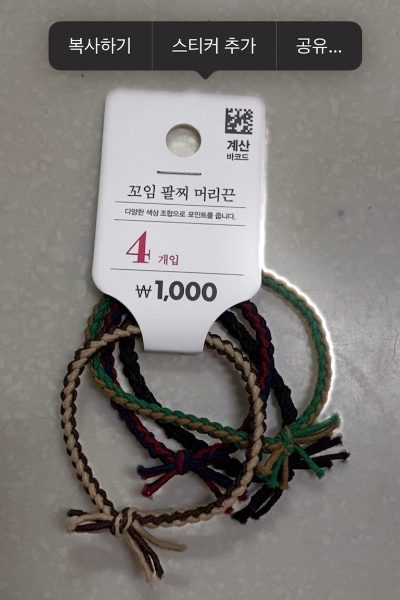 복사하기 스티커 추가 공유...
계산
바코드
꼬임 팔찌 머리끈
다양한 색상 조합으로 포인트를 줍니다.
4 개입
₩1,000